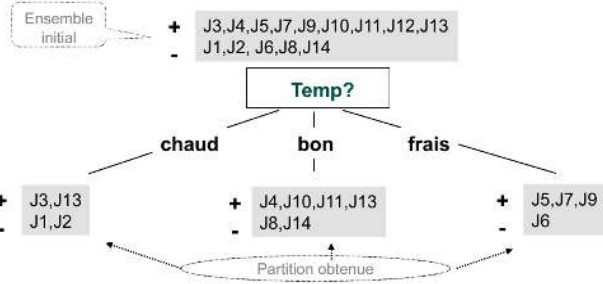 Ensemble
initial
+ J3,J4,J5,J7,J9,J10,J11,J12,J13
- J1,J2, J6,J8,J14
Temp?
chaud bon frais
+ J3,J13
- J1,J2
+ J4,J10,J11,J13
- J8,J14
+ J5,J7,J9
- J6
Partition obtenue